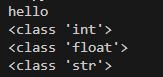 hello
<class 'int'>
<class 'float'>
<class 'str'>